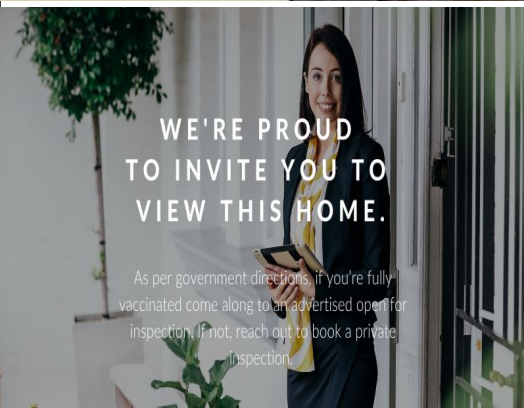 WE'RE PROUD
TO INVITE YOU TO
VIEW THIS HOME.
As per government directions, if you're fully
vaccinated come along to an advertised open for
inspection. If not, reach out to book a private
inspection.